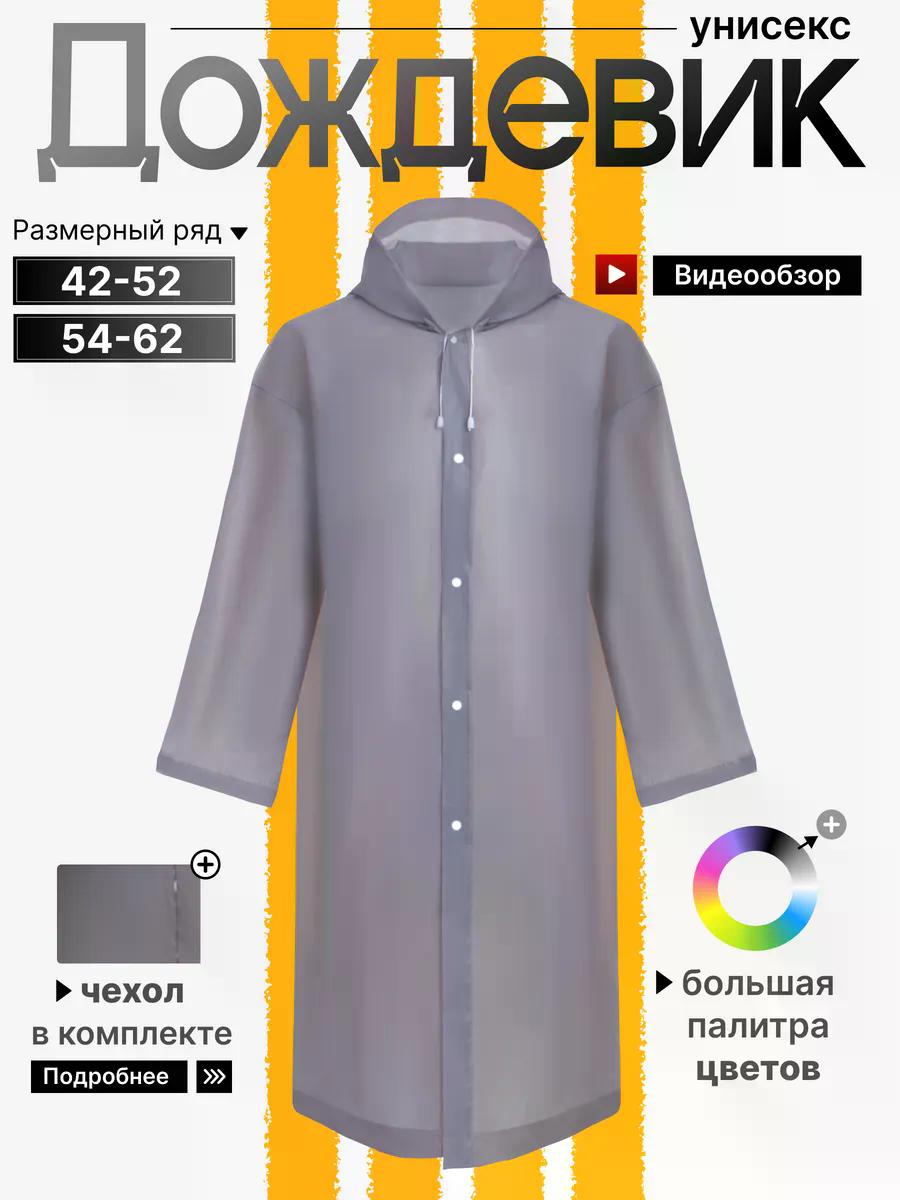 унисекс
Дождевик
Размерный ряд
42-52
54-62
Видеообзор
чехол
в комплекте
Подробнее
большая
палитра
цветов